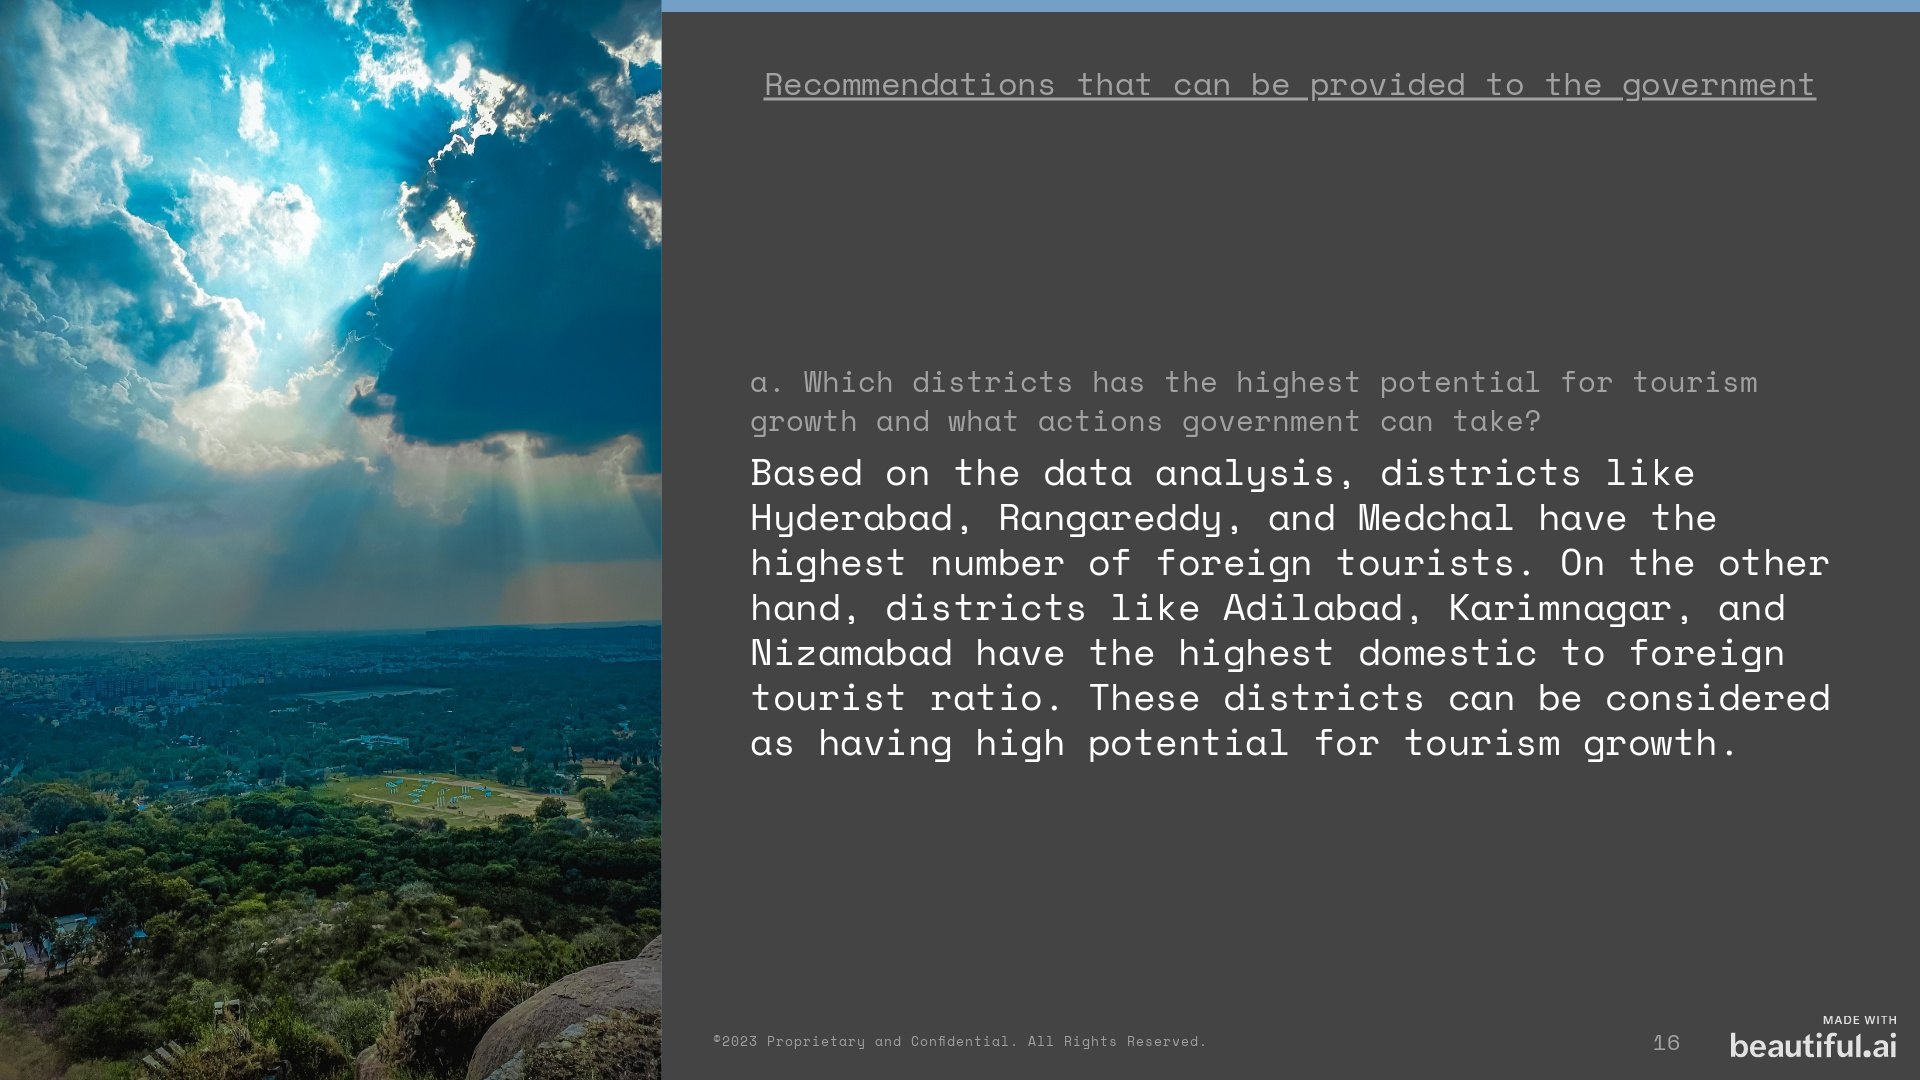 Recommendations that can be provided to the government
a. Which districts has the highest potential for tourism
growth and what actions government can take?
Based on the data analysis, districts like
Hyderabad, Rangareddy, and Medchal have the
highest number of foreign tourists. On the other
hand, districts like Adilabad, Karimnagar, and
Nizamabad have the highest domestic to foreign
tourist ratio. These districts can be considered
as having high potential for tourism growth.
©2023 Proprietary and Confidential. All Rights Reserved.
16
MADE WITH
beautiful.ai